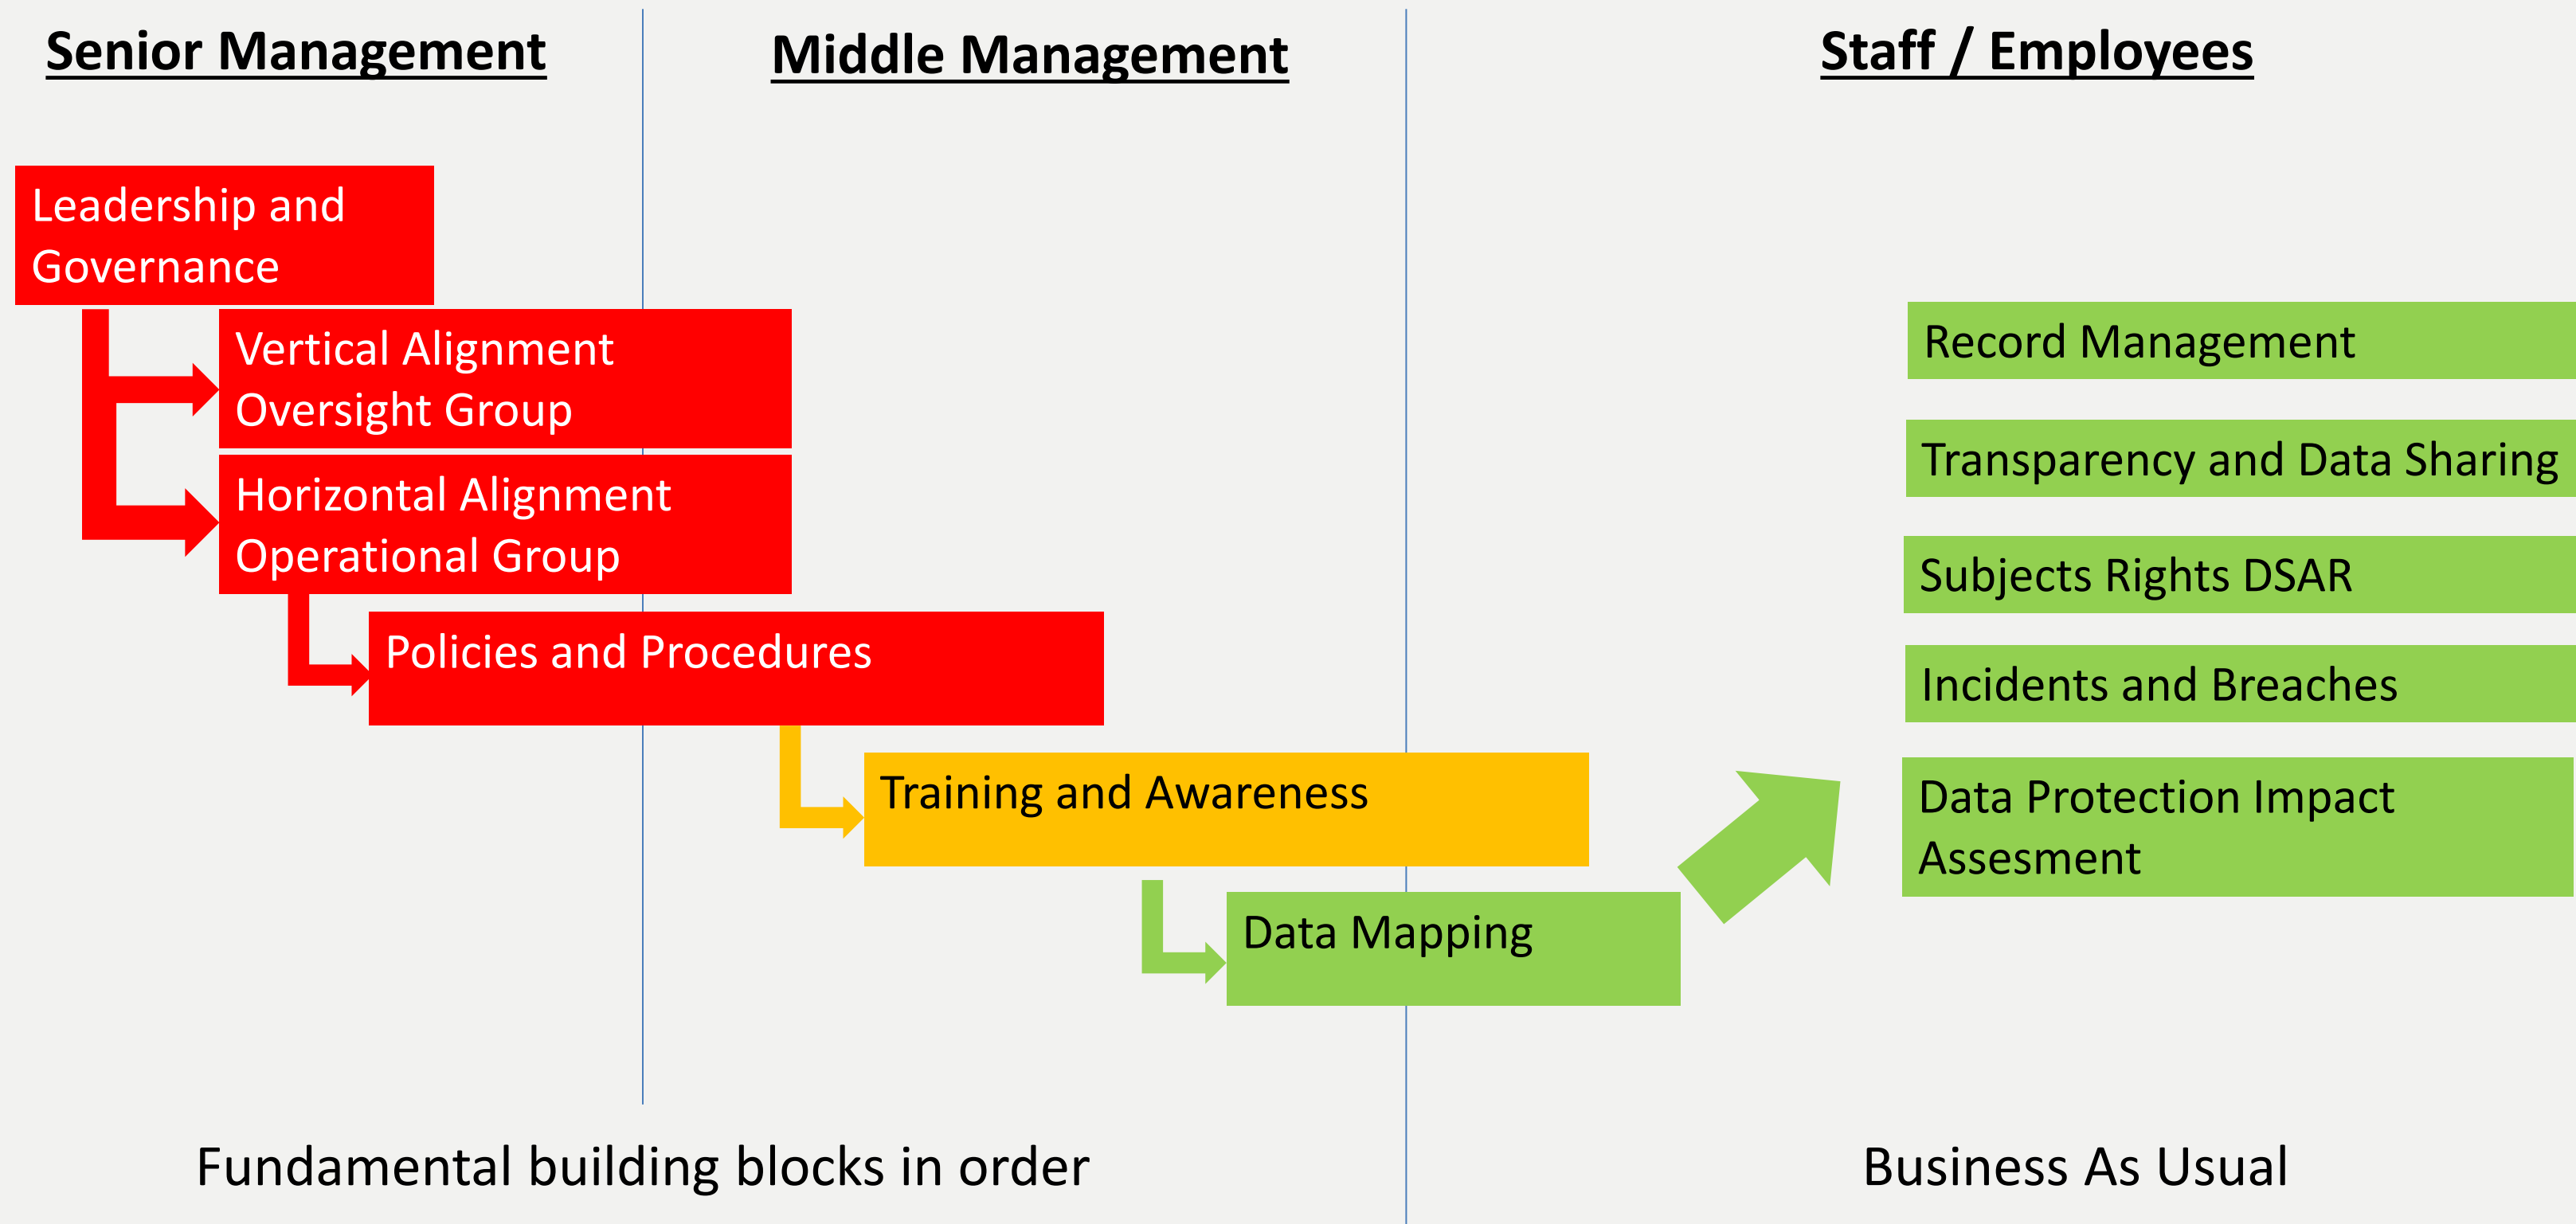 Senior Management
Middle Management
Staff / Employees
Leadership and
Governance
Vertical Alignment
Oversight Group
Horizontal Alignment
Operational Group
Policies and Procedures
Training and Awareness
Data Mapping
Record Management
Transparency and Data Sharing
Subjects Rights DSAR
Incidents and Breaches
Data Protection Impact
Assesment
Fundamental building blocks in order
Business As Usual